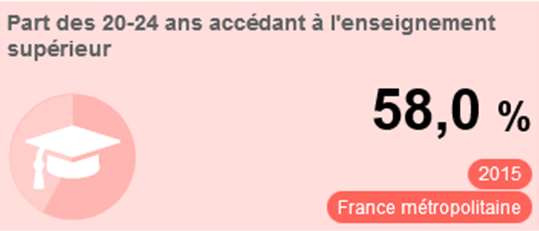 Part des 20-24 ans accédant à l'enseignement
supérieur
58,0 %
2015
France métropolitaine